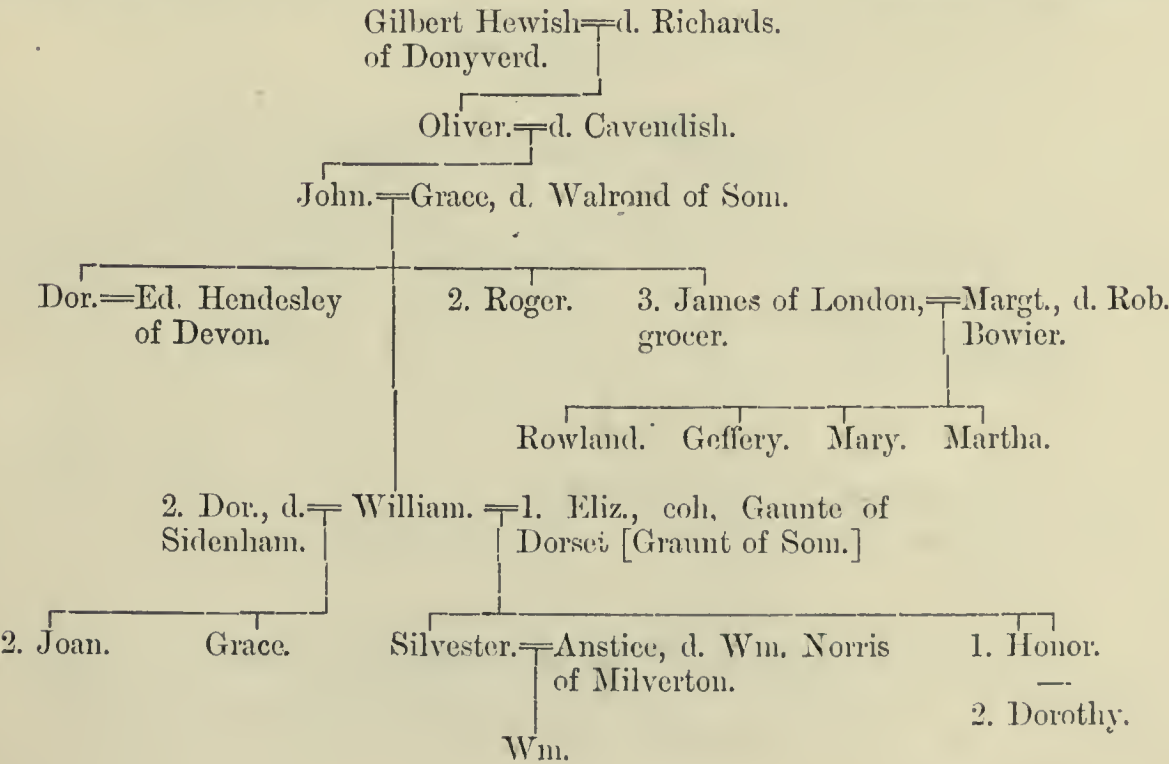 Gilbert Hewish=d. Richards.
of Donyverd.
Oliver.=d. Cavendish.
John.=Grace, d. Walrond of Som.
Dor.=Ed. Hendesley
of Devon.
2. Roger.
3. James of London,=Margt., d. Rob.
grocer.
Bowier.
Rowland. Geffery. Mary. Martha.
2. Dor., d.= William. =1. Eliz., coh. Gaunte of
Sidenham.
Dorset [Graunt of Som.]
2. Joan. Grace.
Silvester.=Anstice, d. Wm. Norris
of Milverton.
1. Honor.
—
2. Dorothy.
Wm.